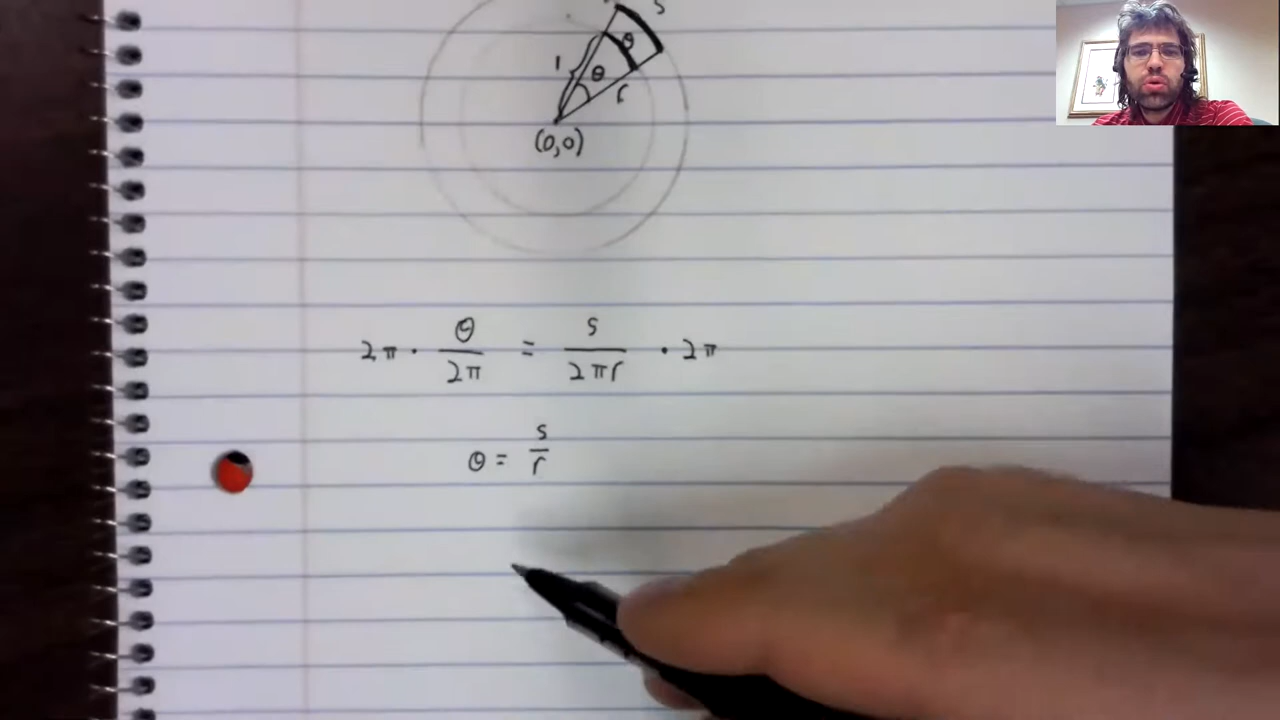 s
θ
1
θ
r
(0,0)
2π · θ/2π = s/2πr · 2π
θ = s/r